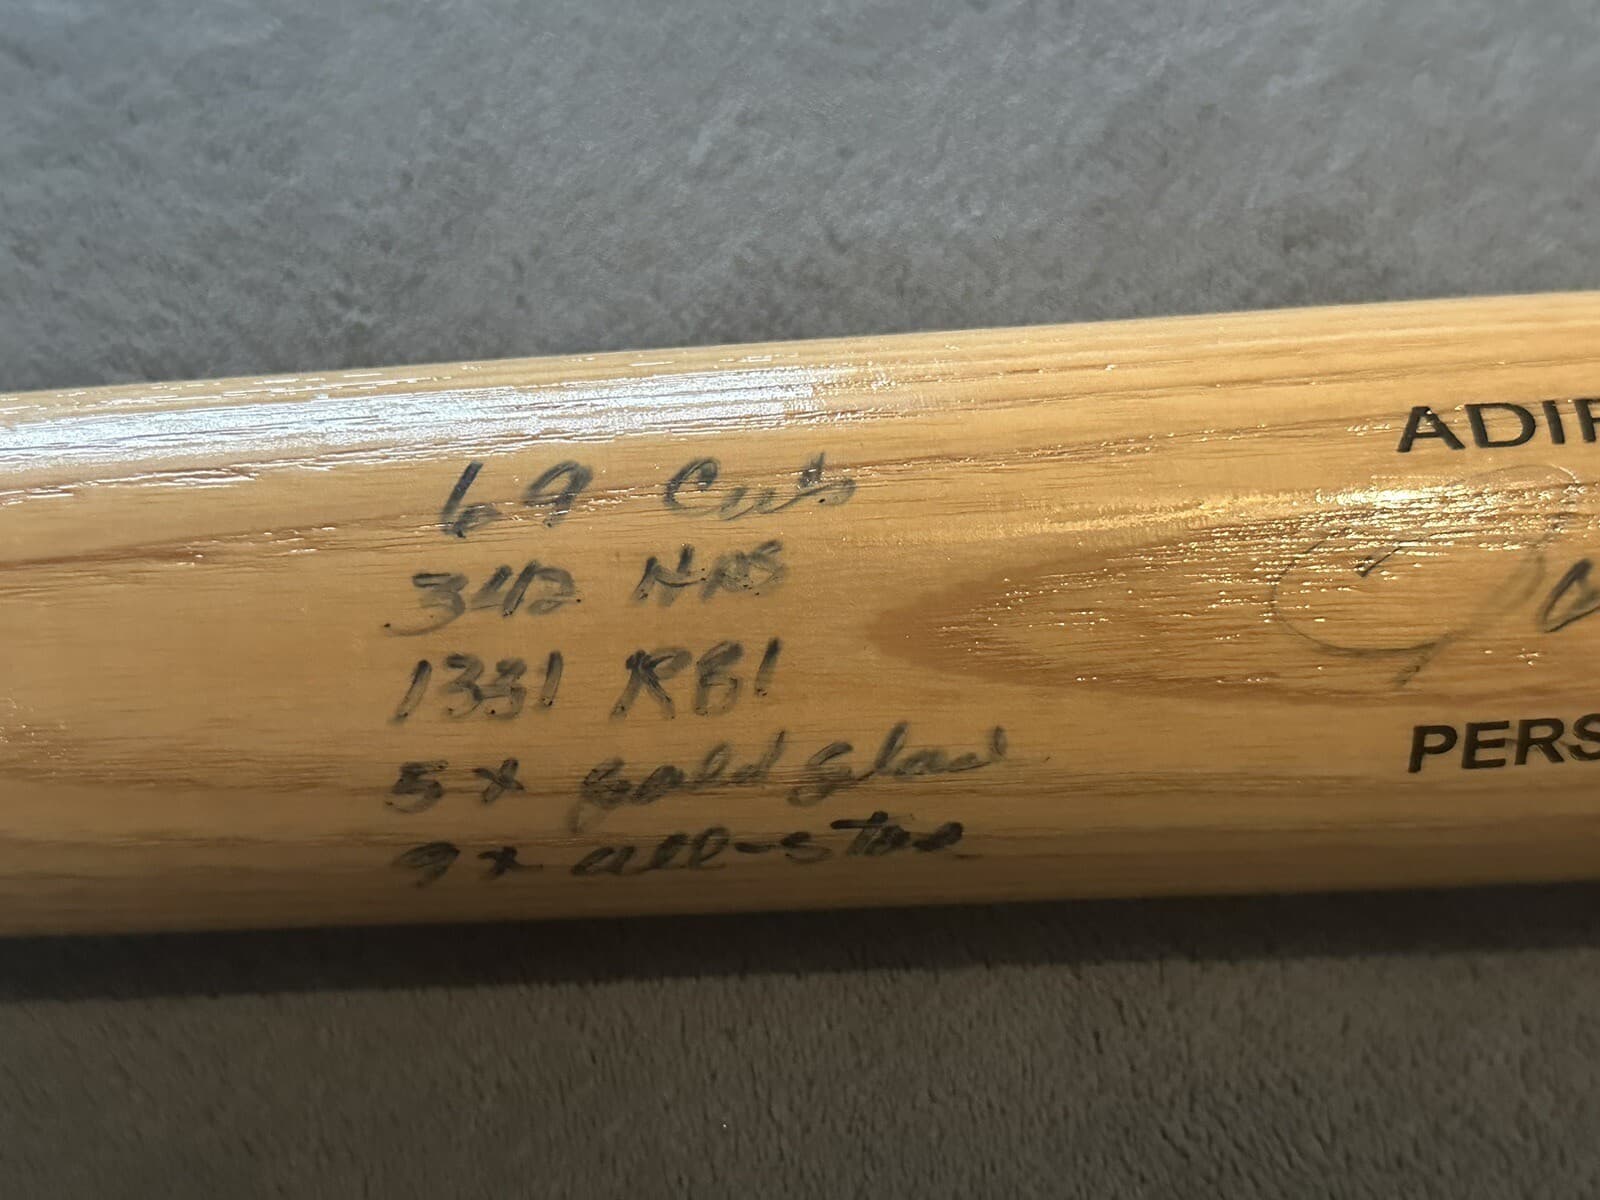 69 Cubs
342 HRS
1331 RBI
5x gold glove
9x all-star
ADIR
PERS